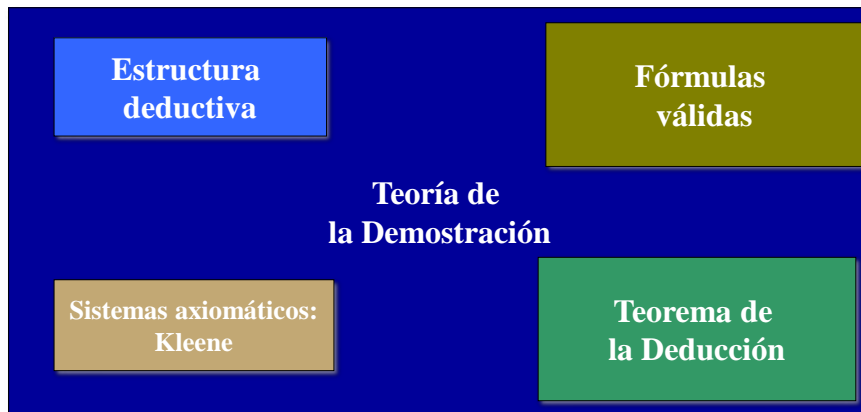 Estructura
deductiva
Fórmulas
válidas
Teoría de
la Demostración
Sistemas axiomáticos:
Kleene
Teorema de
la Deducción